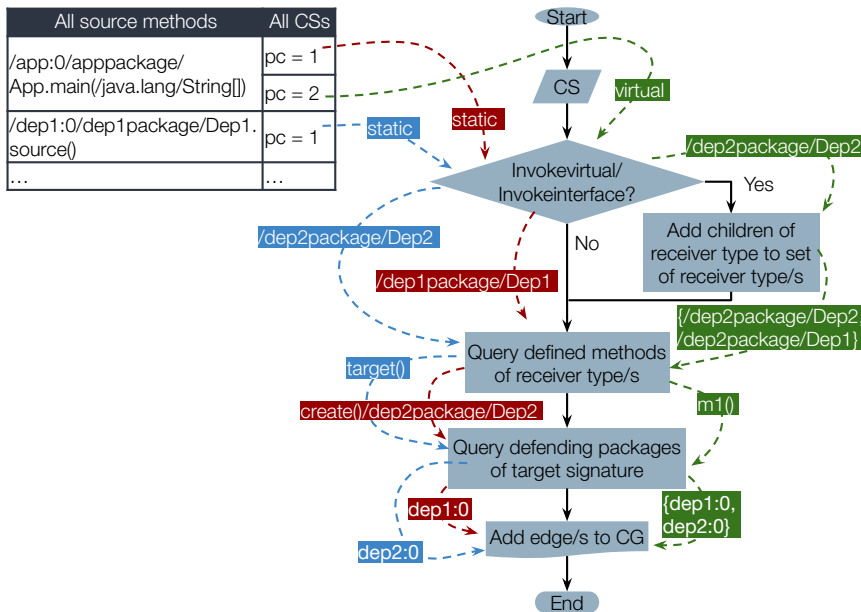 All source methods
All CSs
/app:0/apppackage/
App.main(/java.lang/String[])
pc = 1
pc = 2
/dep1:0/dep1package/Dep1.
source()
pc = 1
…
…
Start
CS
virtual
static
static
Invokevirtual/
Invokeinterface?
/dep2package/Dep2
Yes
No
Add children of
receiver type to set
of receiver type/s
/dep2package/Dep2
/dep1package/Dep1
{/dep2package/Dep2,
/dep2package/Dep1}
Query defined methods
of receiver type/s
target()
create()/dep2package/Dep2
m1()
Query defending packages
of target signature
dep1:0
{dep1:0,
dep2:0}
dep2:0
Add edge/s to CG
End